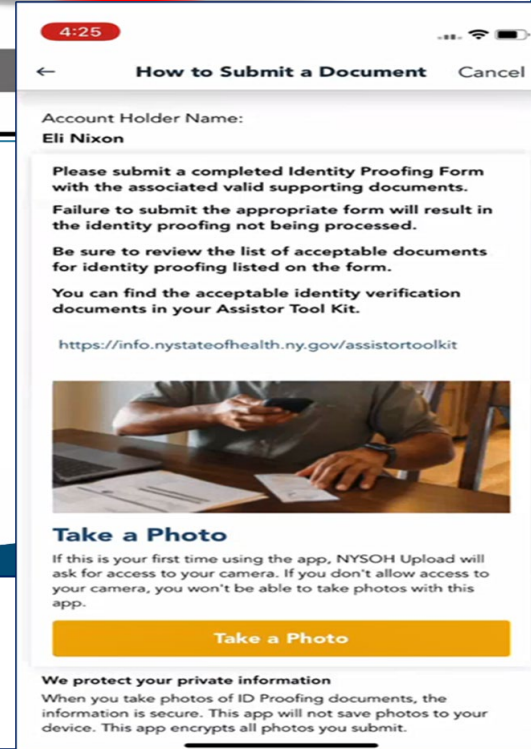 4:25
How to Submit a Document Cancel
Account Holder Name:
Eli Nixon
Please submit a completed Identity Proofing Form
with the associated valid supporting documents.
Failure to submit the appropriate form will result in
the identity proofing not being processed.
Be sure to review the list of acceptable documents
for identity proofing listed on the form.
You can find the acceptable identity verification
documents in your Assistor Tool Kit.
https://info.nystateofhealth.ny.gov/assistortoolkit
Take a Photo
If this is your first time using the app, NYSOH Upload will
ask for access to your camera. If you don't allow access to
your camera, you won't be able to take photos with this
app.
Take a Photo
We protect your private information
When you take photos of ID Proofing documents, the
information is secure. This app will not save photos to your
device. This app encrypts all photos you submit.